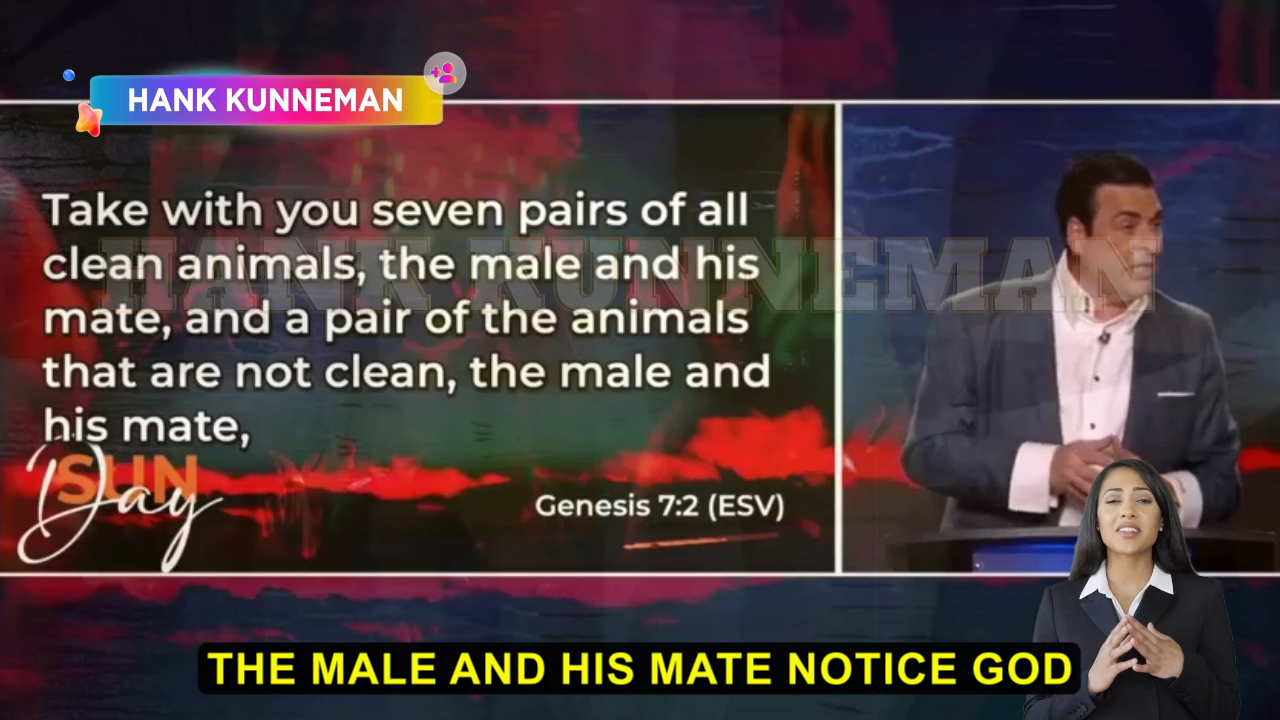 HANK KUNNEMAN
Take with you seven pairs of all
clean animals, the male and his
mate, and a pair of the animals
that are not clean, the male and
his mate,
HANK KUNNEMAN
SUN
Day
Genesis 7:2 (ESV)
THE MALE AND HIS MATE NOTICE GOD